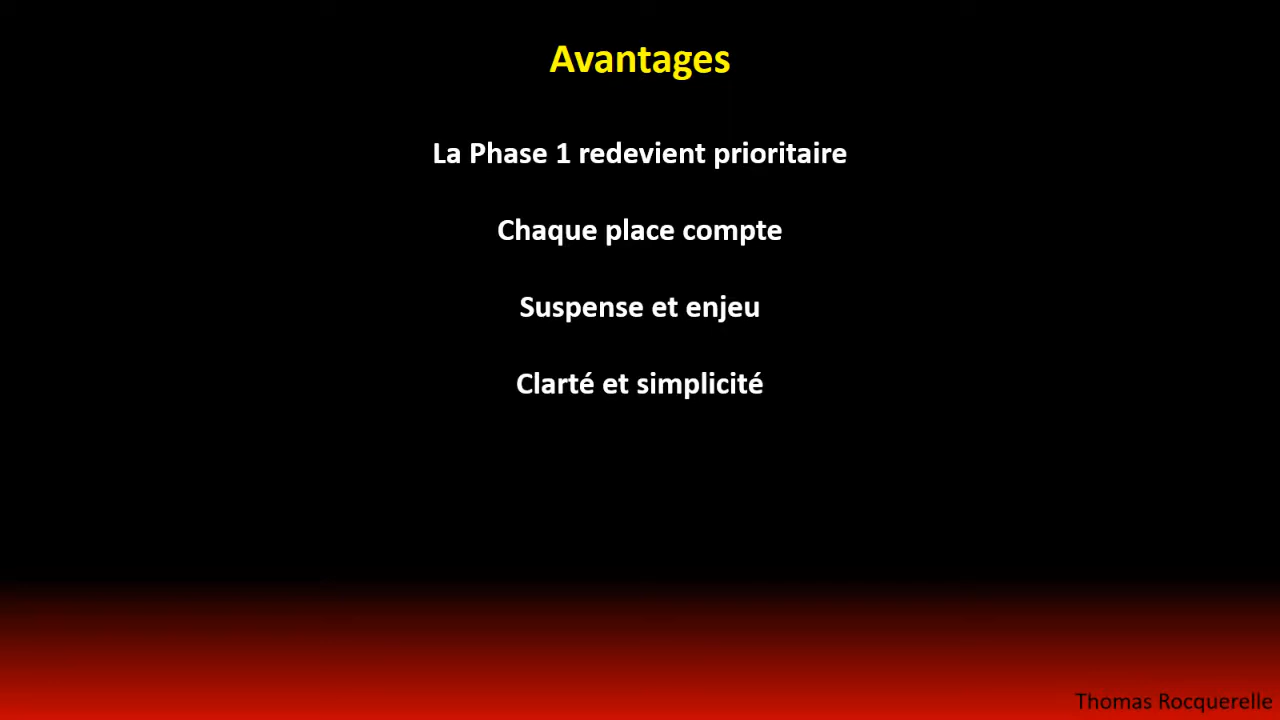 Avantages
La Phase 1 redevient prioritaire
Chaque place compte
Suspense et enjeu
Clarté et simplicité
Thomas Rocquerelle